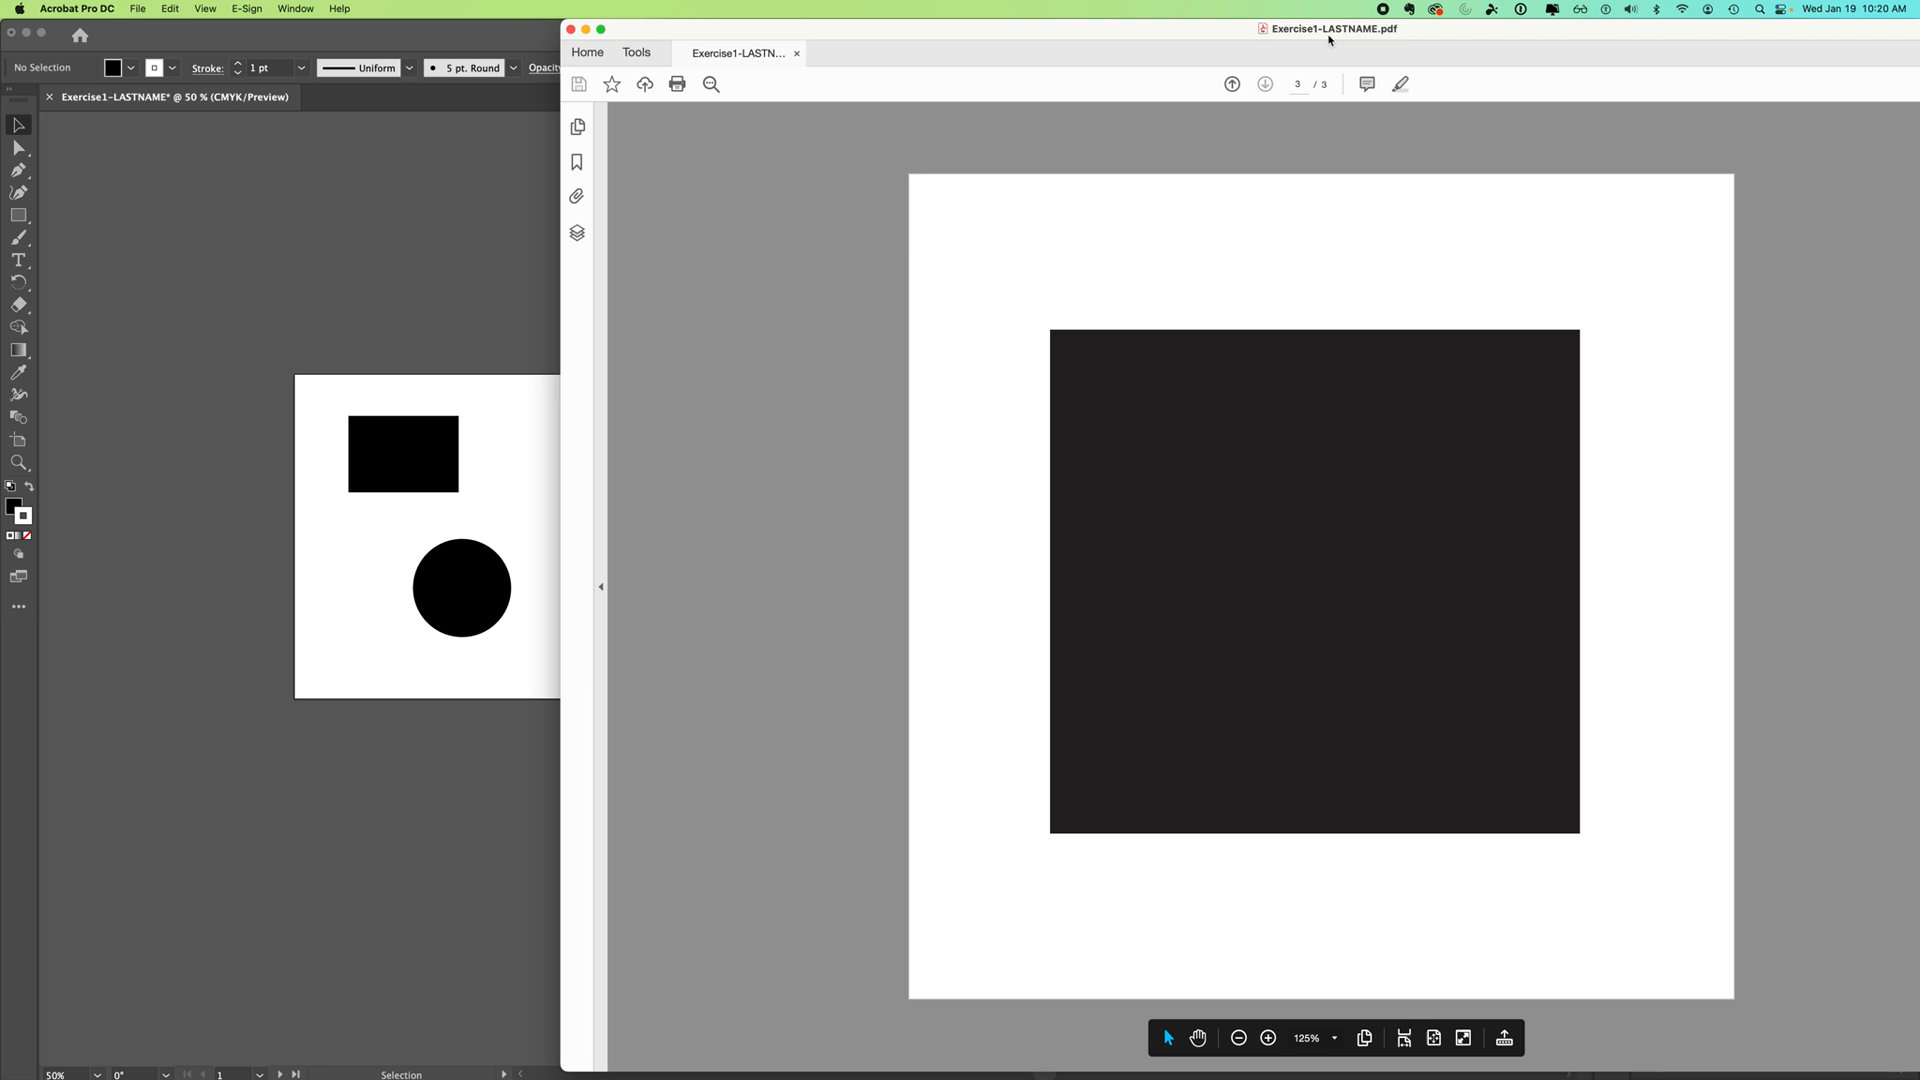 Acrobat Pro DC File Edit View E-Sign Window Help Wed Jan 19 10:20 AM
Exercise1-LASTNAME.pdf
Home Tools Exercise1-LASTN... ×
No Selection Stroke: 1 pt Uniform 5 pt. Round Opacity
3 / 3
× Exercise1-LASTNAME* @ 50 % (CMYK/Preview)
125%
50% 0° 1 Selection